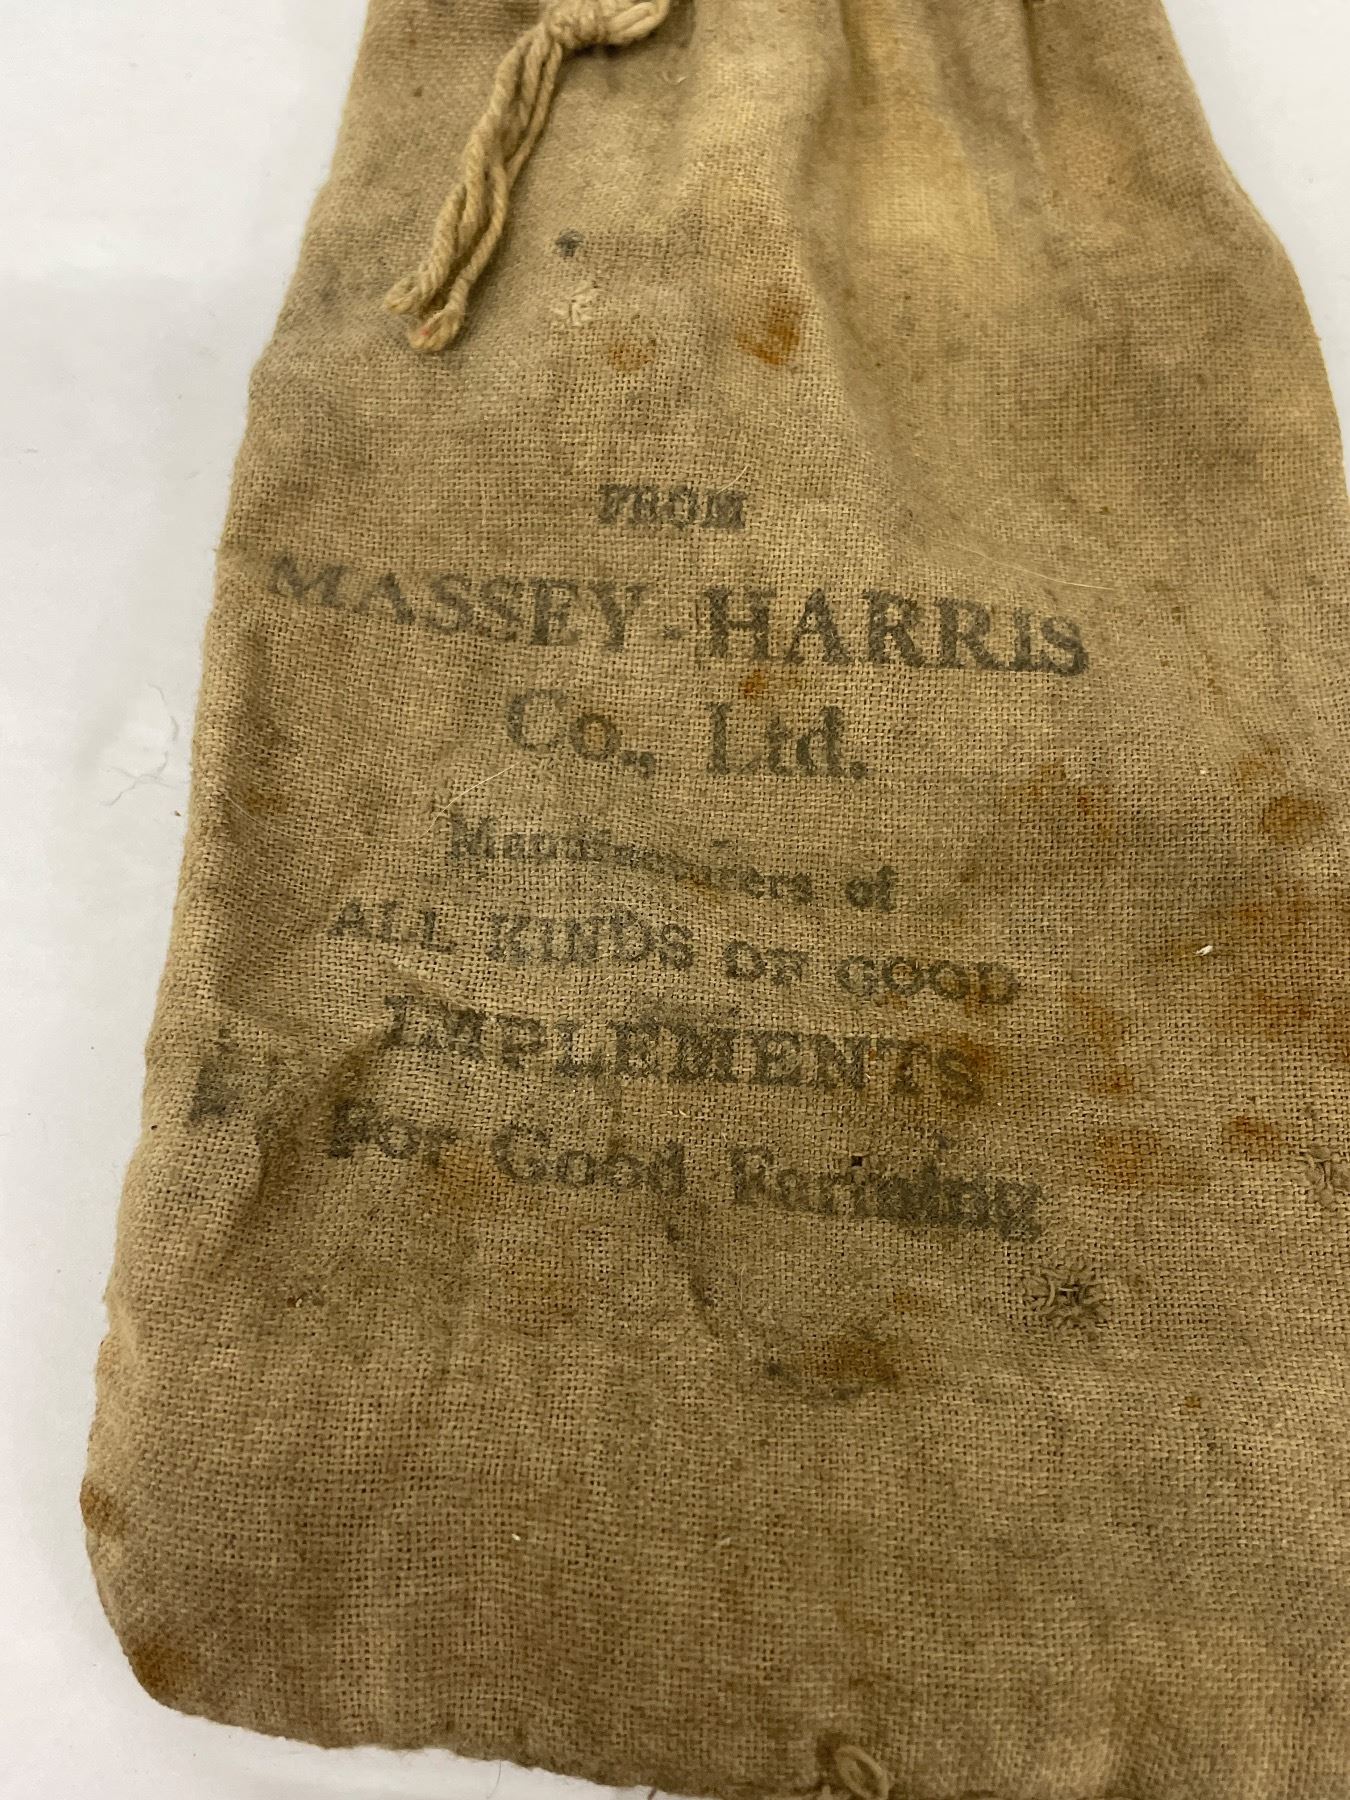 FROM
MASSEY-HARRIS
Co., Ltd.
Manufacturers of
ALL KINDS OF GOOD
IMPLEMENTS
For Good Farming